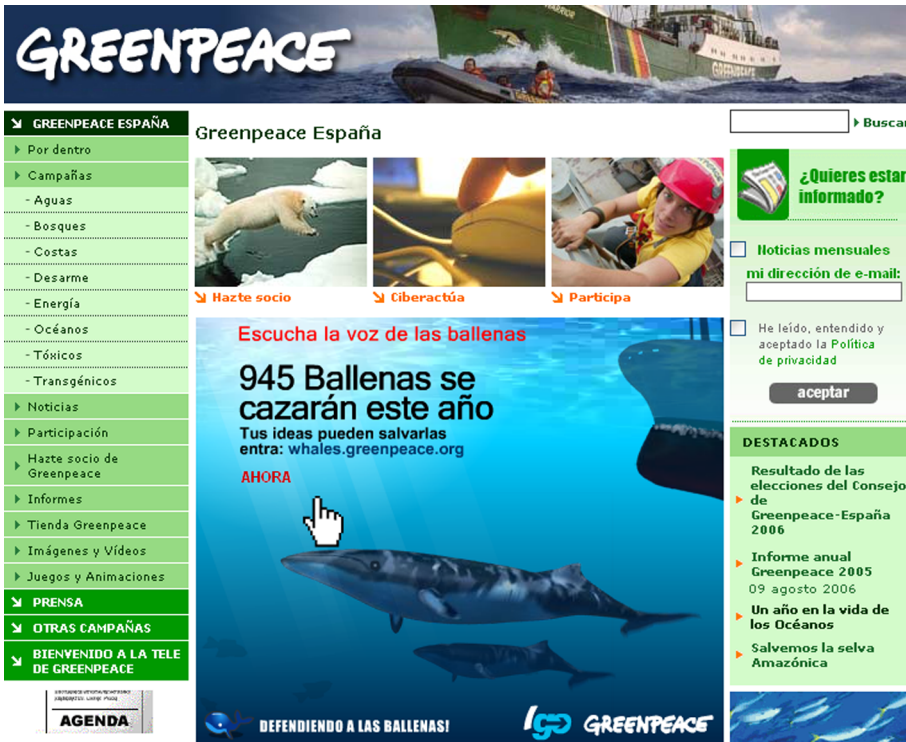 GREENPEACE
WARRIOR
GREENPEACE
GREENPEACE ESPAÑA
Por dentro
Campañas
- Aguas
- Bosques
- Costas
- Desarme
- Energía
- Océanos
- Tóxicos
- Transgénicos
Noticias
Participación
Hazte socio de
Greenpeace
Informes
Tienda Greenpeace
Imágenes y Vídeos
Juegos y Animaciones
PRENSA
OTRAS CAMPAÑAS
BIENVENIDO A LA TELE
DE GREENPEACE
AGENDA
Greenpeace España
Hazte socio
Ciberactúa
Participa
Escucha la voz de las ballenas
945 Ballenas se
cazarán este año
Tus ideas pueden salvarlas
entra: whales.greenpeace.org
AHORA
DEFENDIENDO A LAS BALLENAS!
GREENPEACE
Buscar
¿Quieres estar
informado?
Noticias mensuales
mi dirección de e-mail:
He leído, entendido y
aceptado la Política
de privacidad
aceptar
DESTACADOS
Resultado de las
elecciones del Consejo
de
Greenpeace-España
2006
Informe anual
Greenpeace 2005
09 agosto 2006
Un año en la vida de
los Océanos
Salvemos la selva
Amazónica